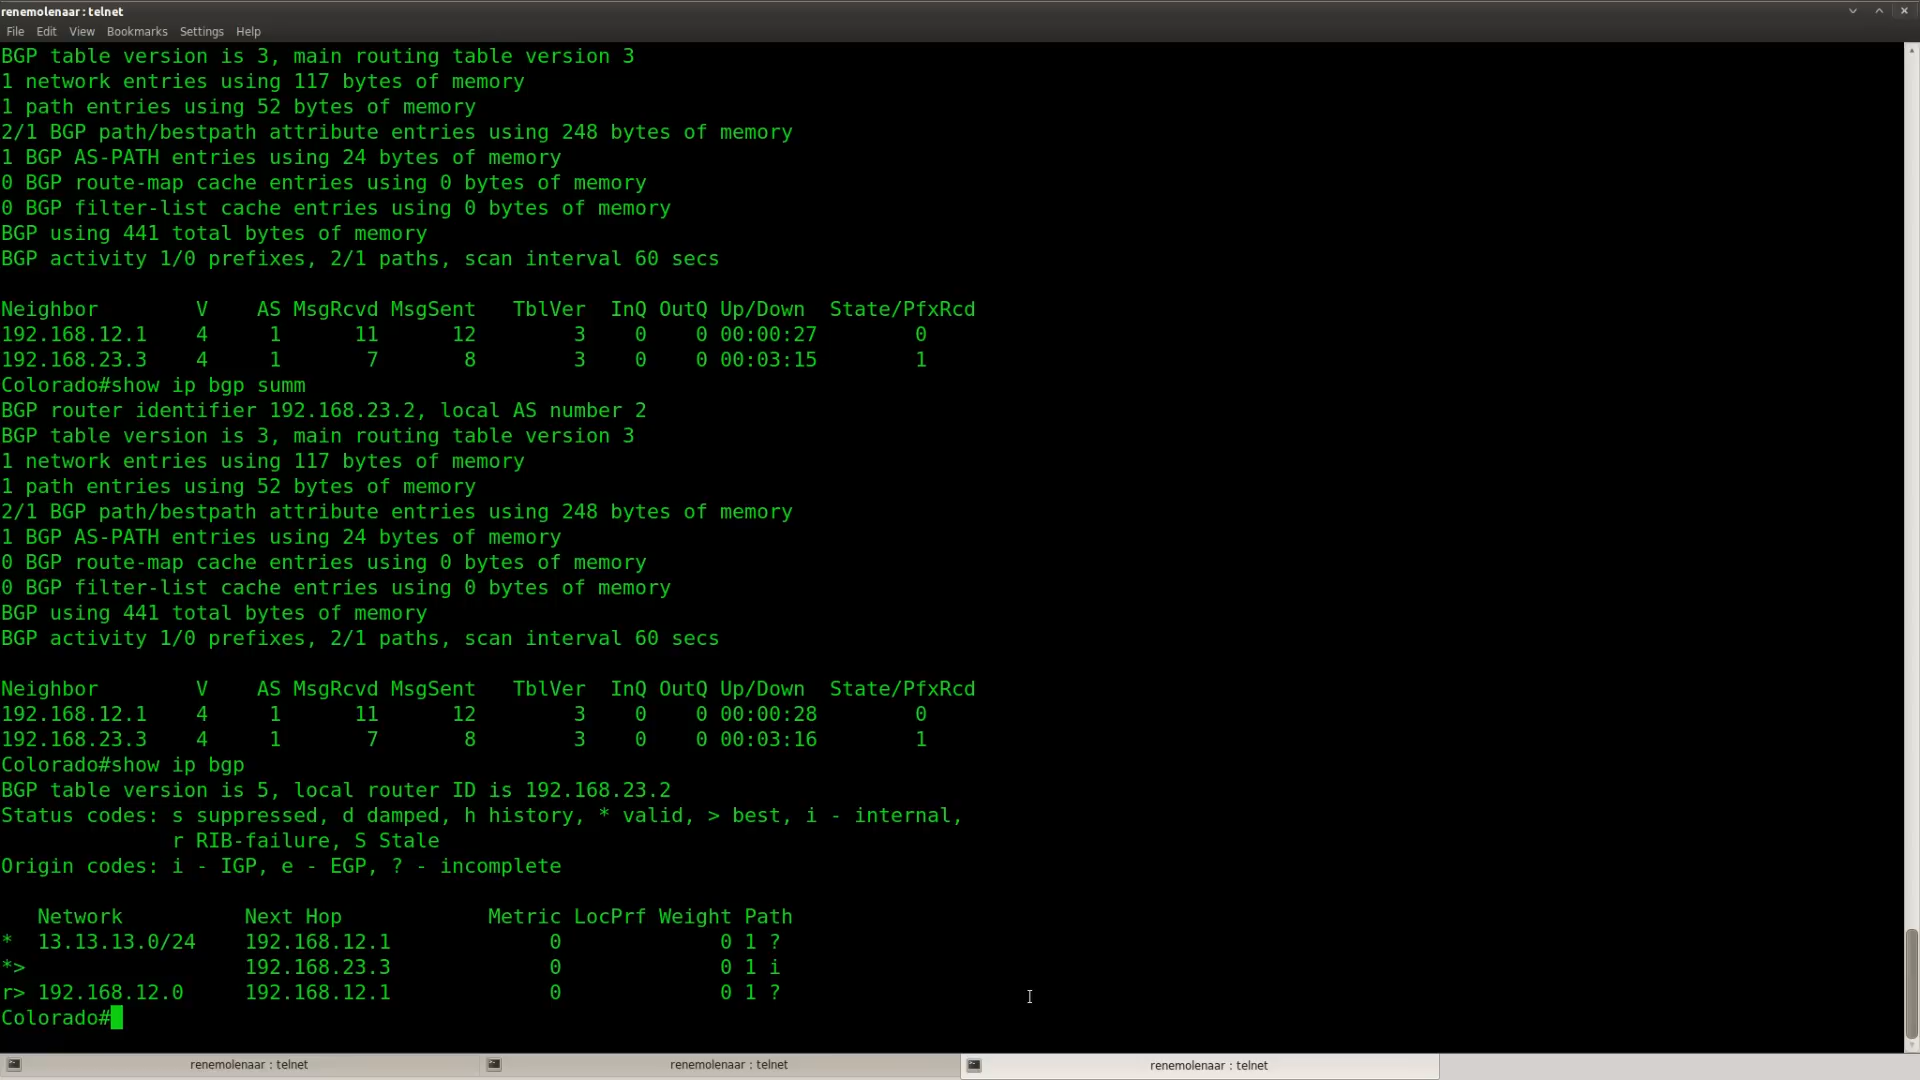 renemolenaar : telnet
File Edit View Bookmarks Settings Help
BGP table version is 3, main routing table version 3
1 network entries using 117 bytes of memory
1 path entries using 52 bytes of memory
2/1 BGP path/bestpath attribute entries using 248 bytes of memory
1 BGP AS-PATH entries using 24 bytes of memory
0 BGP route-map cache entries using 0 bytes of memory
0 BGP filter-list cache entries using 0 bytes of memory
BGP using 441 total bytes of memory
BGP activity 1/0 prefixes, 2/1 paths, scan interval 60 secs
Neighbor        V    AS MsgRcvd MsgSent   TblVer  InQ OutQ Up/Down  State/PfxRcd
192.168.12.1    4     1      11      12        3    0    0 00:00:27        0
192.168.23.3    4     1       7       8        3    0    0 00:03:15        1
Colorado#show ip bgp summ
BGP router identifier 192.168.23.2, local AS number 2
BGP table version is 3, main routing table version 3
1 network entries using 117 bytes of memory
1 path entries using 52 bytes of memory
2/1 BGP path/bestpath attribute entries using 248 bytes of memory
1 BGP AS-PATH entries using 24 bytes of memory
0 BGP route-map cache entries using 0 bytes of memory
0 BGP filter-list cache entries using 0 bytes of memory
BGP using 441 total bytes of memory
BGP activity 1/0 prefixes, 2/1 paths, scan interval 60 secs
Neighbor        V    AS MsgRcvd MsgSent   TblVer  InQ OutQ Up/Down  State/PfxRcd
192.168.12.1    4     1      11      12        3    0    0 00:00:28        0
192.168.23.3    4     1       7       8        3    0    0 00:03:16        1
Colorado#show ip bgp
BGP table version is 5, local router ID is 192.168.23.2
Status codes: s suppressed, d damped, h history, * valid, > best, i - internal,
              r RIB-failure, S Stale
Origin codes: i - IGP, e - EGP, ? - incomplete
   Network          Next Hop            Metric LocPrf Weight Path
*  13.13.13.0/24    192.168.12.1             0             0 1 ?
*>                  192.168.23.3             0             0 1 i
r> 192.168.12.0     192.168.12.1             0             0 1 ?
Colorado#
renemolenaar : telnet renemolenaar : telnet renemolenaar : telnet